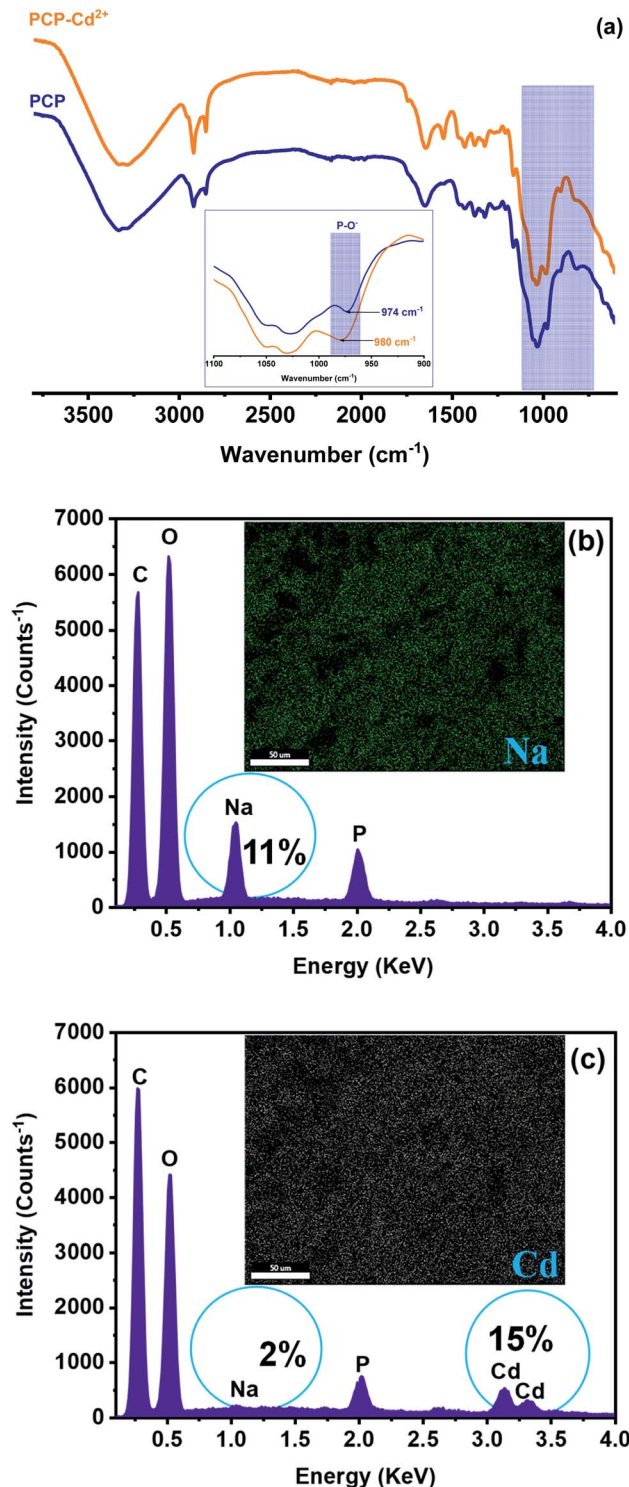 (a)
PCP-Cd²⁺
PCP
P-O⁻
974 cm⁻¹
980 cm⁻¹
1100 1050 1000 950 900
Wavenumber (cm⁻¹)
3500 3000 2500 2000 1500 1000
Wavenumber (cm⁻¹)
(b)
7000
6000
5000
4000
3000
2000
1000
0
Intensity (Counts⁻¹)
C
O
Na
11%
P
50 um
Na
0.5 1.0 1.5 2.0 2.5 3.0 3.5 4.0
Energy (KeV)
(c)
7000
6000
5000
4000
3000
2000
1000
0
Intensity (Counts⁻¹)
C
O
50 um
Cd
2%
Na
P
15%
Cd
Cd
0.5 1.0 1.5 2.0 2.5 3.0 3.5 4.0
Energy (KeV)